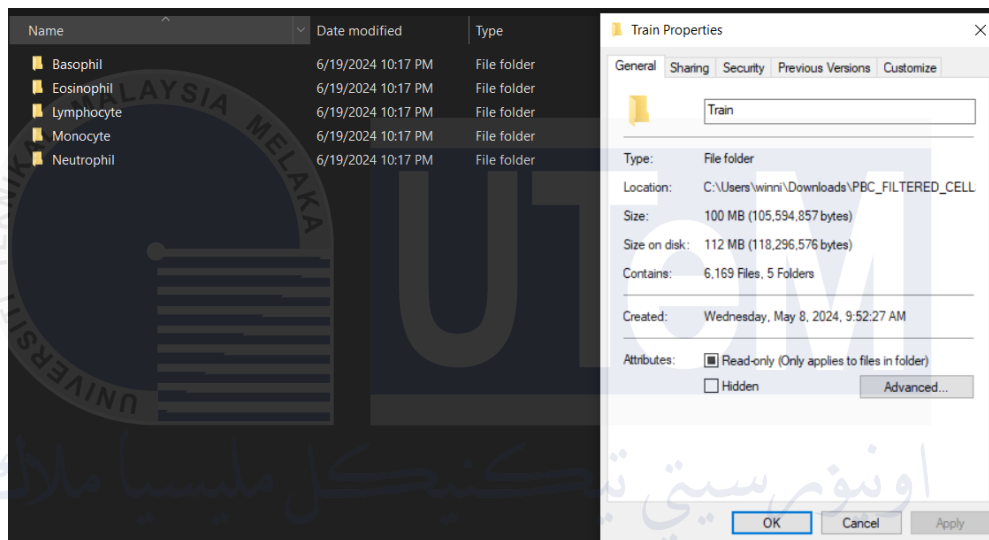 Name Date modified Type
Basophil 6/19/2024 10:17 PM File folder
Eosinophil 6/19/2024 10:17 PM File folder
Lymphocyte 6/19/2024 10:17 PM File folder
Monocyte 6/19/2024 10:17 PM File folder
Neutrophil 6/19/2024 10:17 PM File folder
Train Properties
General Sharing Security Previous Versions Customize
Train
Type: File folder
Location: C:\Users\winni\Downloads\PBC_FILTERED_CELL
Size: 100 MB (105,594,857 bytes)
Size on disk: 112 MB (118,296,576 bytes)
Contains: 6,169 Files, 5 Folders
Created: Wednesday, May 8, 2024, 9:52:27 AM
Attributes: Read-only (Only applies to files in folder)
Hidden Advanced...
OK Cancel Apply
MALAYSIA MELAKA
UTeM
اونيۏرسيتي تيكنيكل مليسيا ملاك